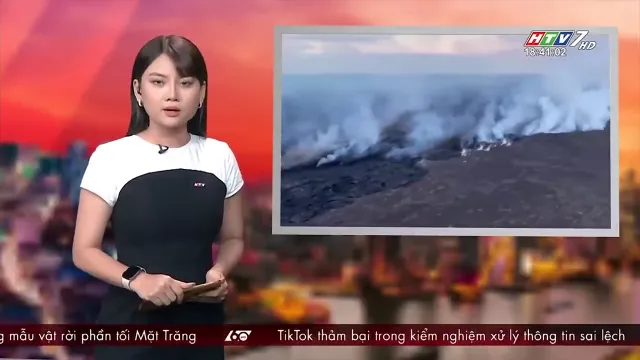 HTV7 HD
18:41:02
HTV
g mẫu vật rời phần tối Mặt Trăng
60
TikTok thảm bại trong kiểm nghiệm xử lý thông tin sai lệch